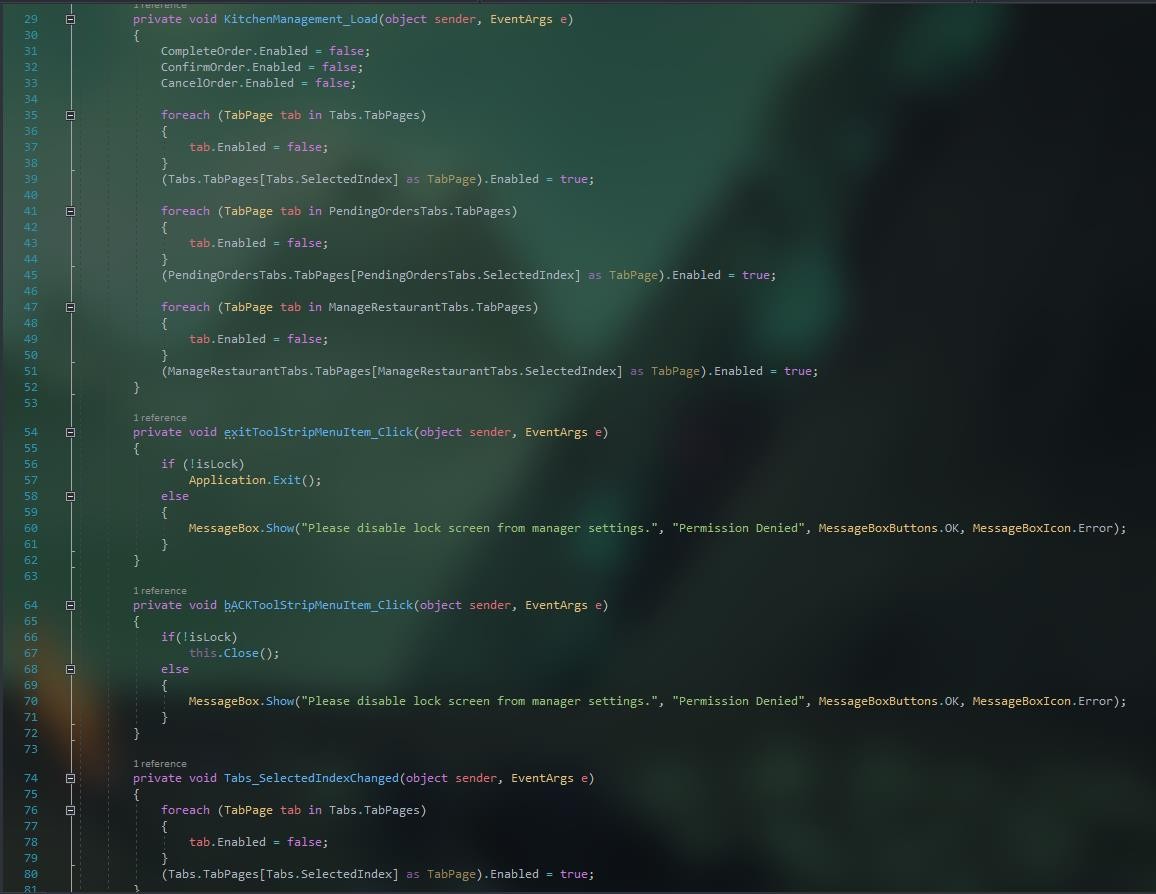 1 reference
29 private void KitchenManagement_Load(object sender, EventArgs e)
30 {
31 CompleteOrder.Enabled = false;
32 ConfirmOrder.Enabled = false;
33 CancelOrder.Enabled = false;
34
35 foreach (TabPage tab in Tabs.TabPages)
36 {
37 tab.Enabled = false;
38 }
39 (Tabs.TabPages[Tabs.SelectedIndex] as TabPage).Enabled = true;
40
41 foreach (TabPage tab in PendingOrdersTabs.TabPages)
42 {
43 tab.Enabled = false;
44 }
45 (PendingOrdersTabs.TabPages[PendingOrdersTabs.SelectedIndex] as TabPage).Enabled = true;
46
47 foreach (TabPage tab in ManageRestaurantTabs.TabPages)
48 {
49 tab.Enabled = false;
50 }
51 (ManageRestaurantTabs.TabPages[ManageRestaurantTabs.SelectedIndex] as TabPage).Enabled = true;
52 }
53
1 reference
54 private void exitToolStripMenuItem_Click(object sender, EventArgs e)
55 {
56 if (!isLock)
57 Application.Exit();
58 else
59 {
60 MessageBox.Show("Please disable lock screen from manager settings.", "Permission Denied", MessageBoxButtons.OK, MessageBoxIcon.Error);
61 }
62 }
63
1 reference
64 private void bACKToolStripMenuItem_Click(object sender, EventArgs e)
65 {
66 if(!isLock)
67 this.Close();
68 else
69 {
70 MessageBox.Show("Please disable lock screen from manager settings.", "Permission Denied", MessageBoxButtons.OK, MessageBoxIcon.Error);
71 }
72 }
73
1 reference
74 private void Tabs_SelectedIndexChanged(object sender, EventArgs e)
75 {
76 foreach (TabPage tab in Tabs.TabPages)
77 {
78 tab.Enabled = false;
79 }
80 (Tabs.TabPages[Tabs.SelectedIndex] as TabPage).Enabled = true;
81 }